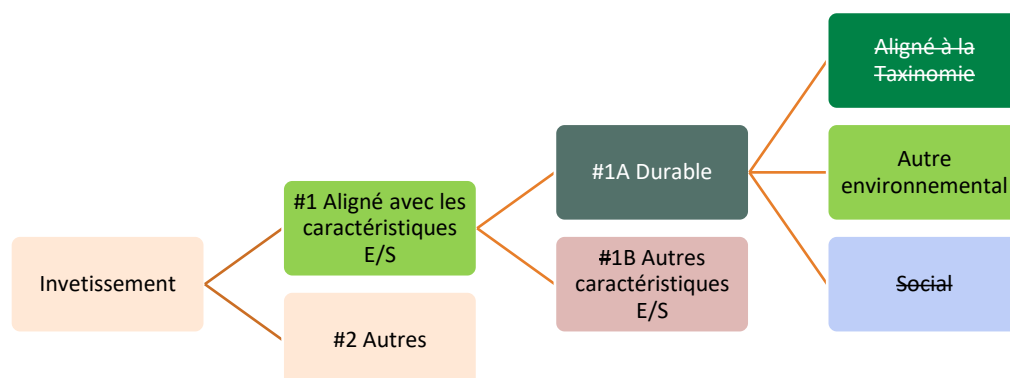 Aligné à la
Taxinomie
#1A Durable
Autre
environnemental
#1 Aligné avec les
caractéristiques
E/S
#1B Autres
caractéristiques
E/S
Social
Invetissement
#2 Autres